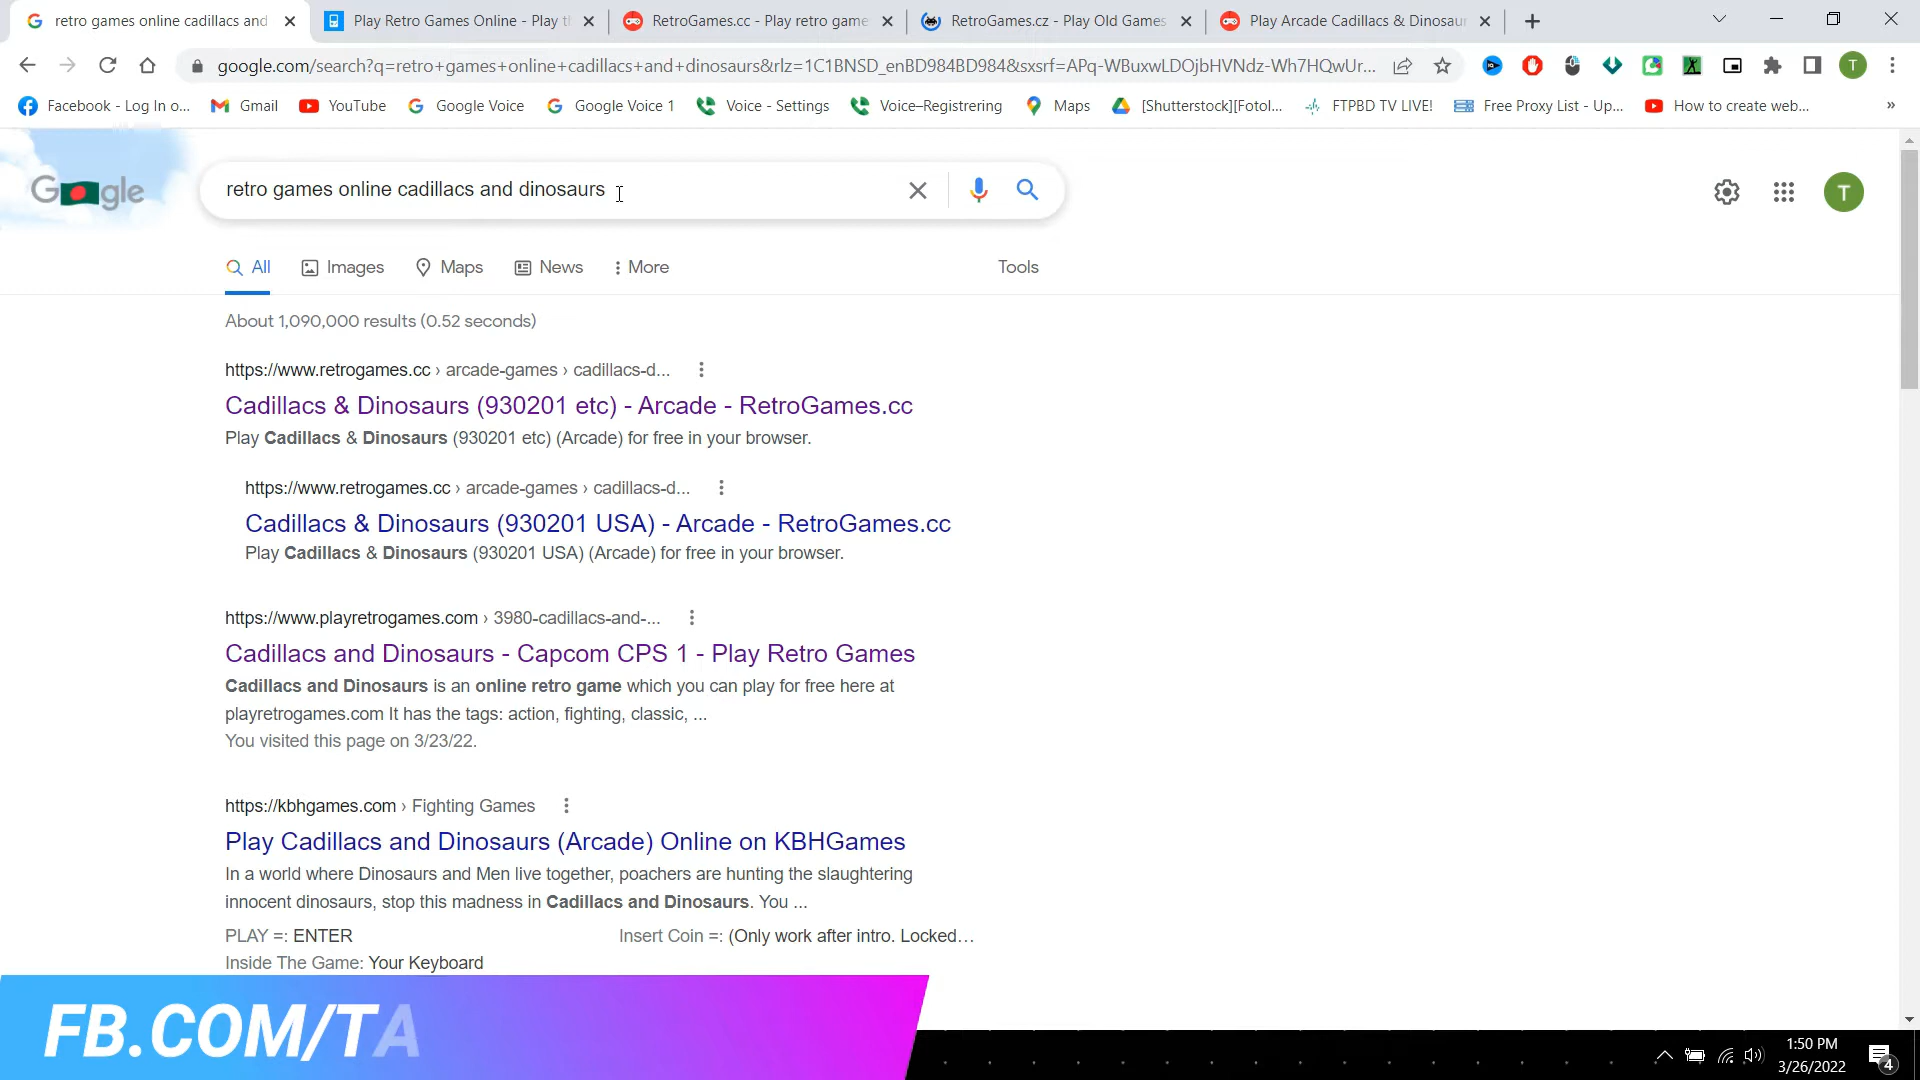 retro games online cadillacs and
Play Retro Games Online - Play t
RetroGames.cc - Play retro game
RetroGames.cz - Play Old Games
Play Arcade Cadillacs & Dinosau
google.com/search?q=retro+games+online+cadillacs+and+dinosaurs&rlz=1C1BNSD_enBD984BD984&sxsrf=APq-WBuxwLDOjbHVNdz-Wh7HQwUr...
T
Facebook - Log In o...
Gmail
YouTube
Google Voice
Google Voice 1
Voice - Settings
Voice–Registrering
Maps
[Shutterstock][Fotol...
FTPBD TV LIVE!
Free Proxy List - Up...
How to create web...
»
Google
retro games online cadillacs and dinosaurs
T
All
Images
Maps
News
More
Tools
About 1,090,000 results (0.52 seconds)
https://www.retrogames.cc › arcade-games › cadillacs-d...
Cadillacs & Dinosaurs (930201 etc) - Arcade - RetroGames.cc
Play Cadillacs & Dinosaurs (930201 etc) (Arcade) for free in your browser.
https://www.retrogames.cc › arcade-games › cadillacs-d...
Cadillacs & Dinosaurs (930201 USA) - Arcade - RetroGames.cc
Play Cadillacs & Dinosaurs (930201 USA) (Arcade) for free in your browser.
https://www.playretrogames.com › 3980-cadillacs-and-...
Cadillacs and Dinosaurs - Capcom CPS 1 - Play Retro Games
Cadillacs and Dinosaurs is an online retro game which you can play for free here at
playretrogames.com It has the tags: action, fighting, classic, ...
You visited this page on 3/23/22.
https://kbhgames.com › Fighting Games
Play Cadillacs and Dinosaurs (Arcade) Online on KBHGames
In a world where Dinosaurs and Men live together, poachers are hunting the slaughtering
innocent dinosaurs, stop this madness in Cadillacs and Dinosaurs. You ...
PLAY =: ENTER
Insert Coin =: (Only work after intro. Locked...
Inside The Game: Your Keyboard
FB.COM/TA
1:50 PM
3/26/2022
4